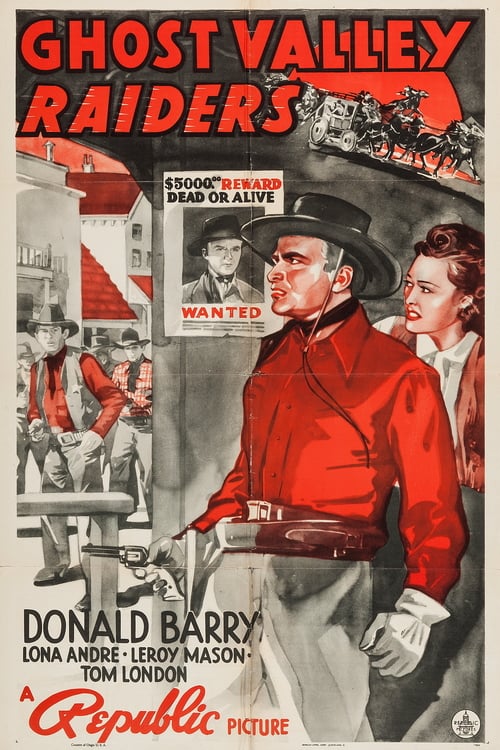 GHOST VALLEY
RAIDERS
$5000.00 REWARD
DEAD OR ALIVE
WANTED
DONALD BARRY
LONA ANDRE · LEROY MASON ·
TOM LONDON
A Republic PICTURE